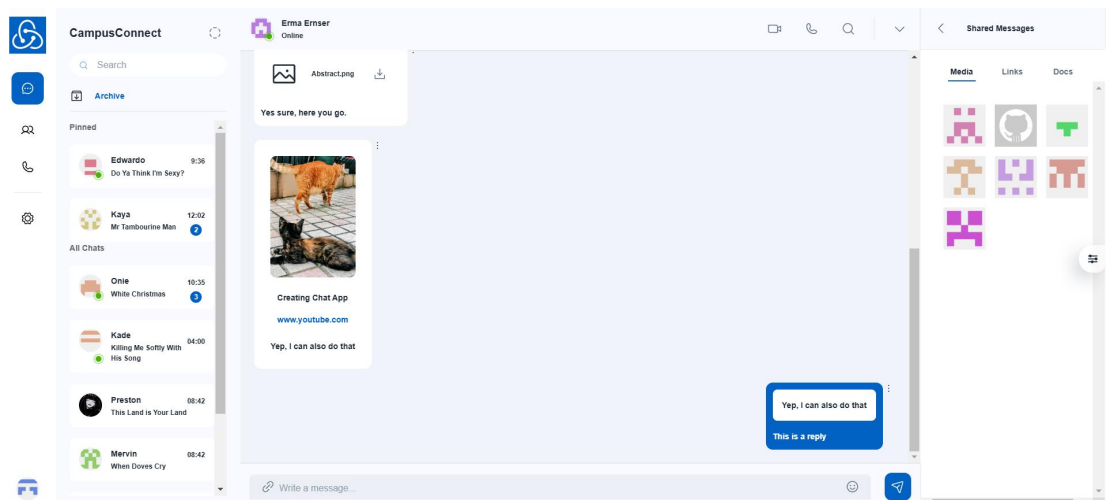 CampusConnect
Search
Archive
Pinned
Edwardo
9:36
Do Ya Think I'm Sexy?
Kaya
12:02
Mr Tambourine Man
2
All Chats
Onie
10:35
White Christmas
3
Kade
04:00
Killing Me Softly With
His Song
Preston
08:42
This Land is Your Land
Mervin
08:42
When Doves Cry
Erma Ernser
Online
Abstract.png
Yes sure, here you go.
Creating Chat App
www.youtube.com
Yep, I can also do that
Yep, I can also do that
This is a reply
Write a message...
Shared Messages
Media
Links
Docs